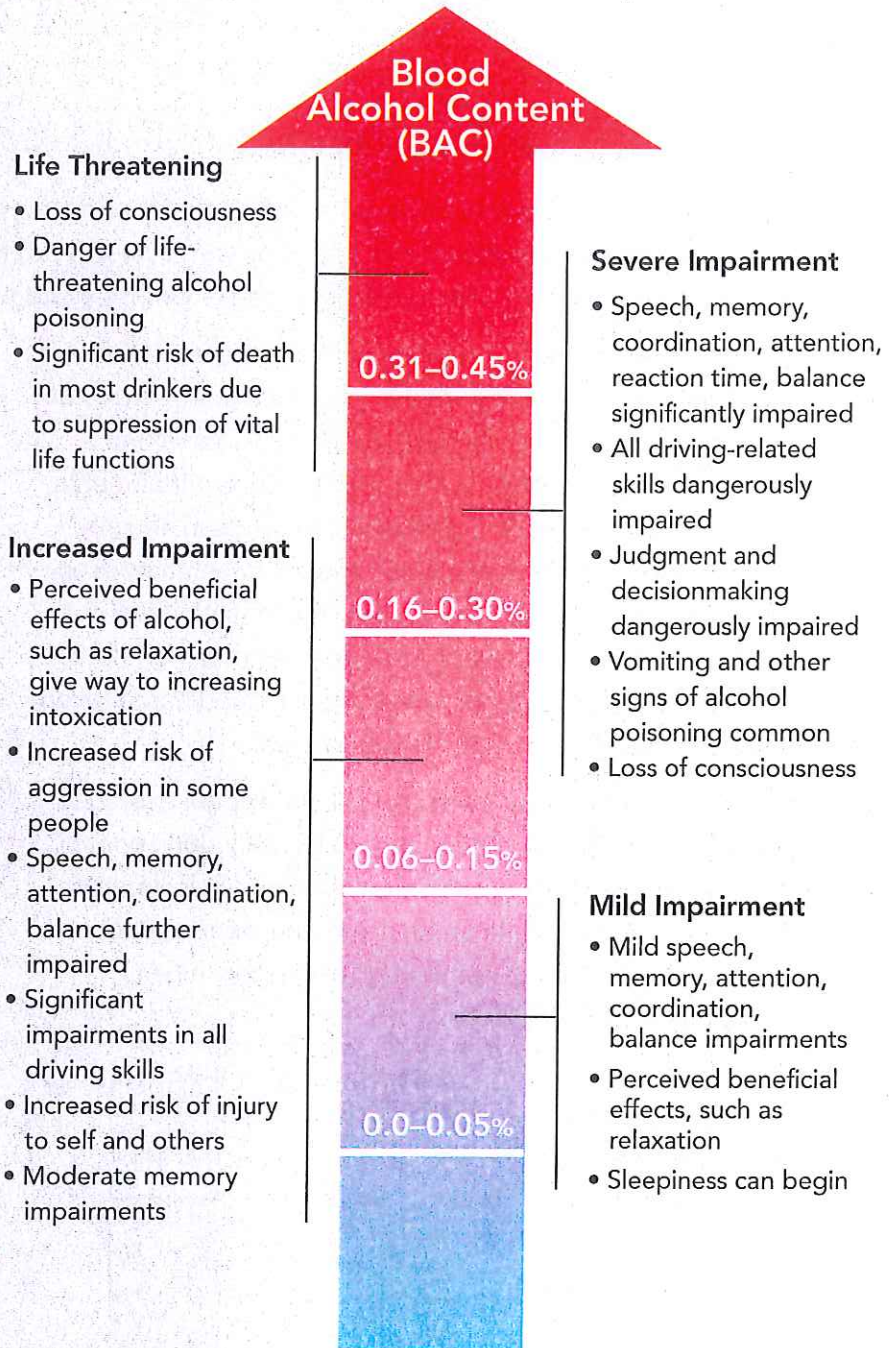 Blood
Alcohol Content
(BAC)
Life Threatening
• Loss of consciousness
• Danger of life-
threatening alcohol
poisoning
• Significant risk of death
in most drinkers due
to suppression of vital
life functions
0.31–0.45%
Severe Impairment
• Speech, memory,
coordination, attention,
reaction time, balance
significantly impaired
• All driving-related
skills dangerously
impaired
• Judgment and
decisionmaking
dangerously impaired
• Vomiting and other
signs of alcohol
poisoning common
• Loss of consciousness
0.16–0.30%
Increased Impairment
• Perceived beneficial
effects of alcohol,
such as relaxation,
give way to increasing
intoxication
• Increased risk of
aggression in some
people
• Speech, memory,
attention, coordination,
balance further
impaired
• Significant
impairments in all
driving skills
• Increased risk of injury
to self and others
• Moderate memory
impairments
0.06–0.15%
Mild Impairment
• Mild speech,
memory, attention,
coordination,
balance impairments
• Perceived beneficial
effects, such as
relaxation
• Sleepiness can begin
0.0–0.05%